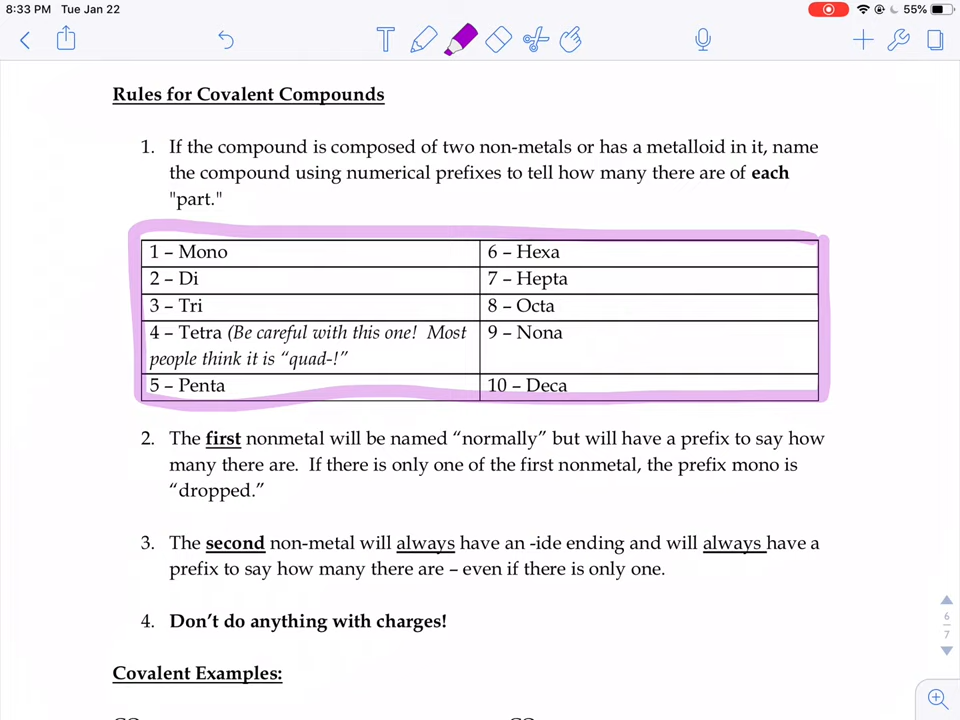 8:33 PM Tue Jan 22
55%
Rules for Covalent Compounds
1. If the compound is composed of two non-metals or has a metalloid in it, name
the compound using numerical prefixes to tell how many there are of each
"part."
1 – Mono
6 – Hexa
2 – Di
7 – Hepta
3 – Tri
8 – Octa
4 – Tetra (Be careful with this one! Most
people think it is “quad-!”
9 – Nona
5 – Penta
10 – Deca
2. The first nonmetal will be named “normally” but will have a prefix to say how
many there are. If there is only one of the first nonmetal, the prefix mono is
“dropped.”
3. The second non-metal will always have an -ide ending and will always have a
prefix to say how many there are – even if there is only one.
4. Don’t do anything with charges!
Covalent Examples:
6
7